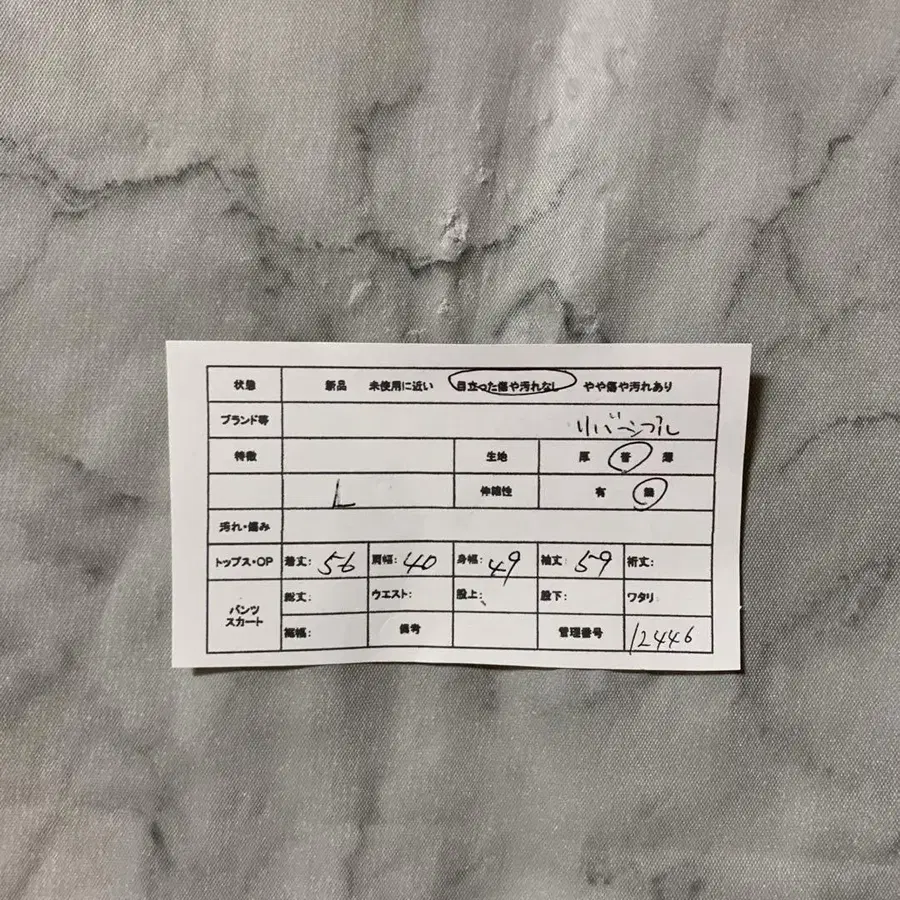 状態 新品 未使用に近い 目立った傷や汚れなし やや傷や汚れあり
ブランド等 リバーシブル
特徴 生地 厚 普 薄
L 伸縮性 有 無
汚れ・傷み
トップス・OP 着丈: 56 肩幅: 40 身幅: 49 袖丈: 59 裄丈:
パンツ スカート 総丈: ウエスト: 股上: 股下: ワタリ
裾幅: 備考 管理番号 12446